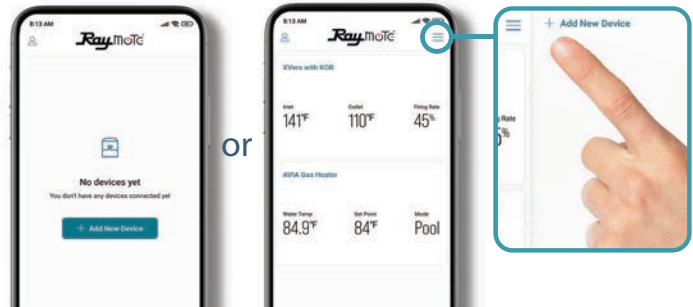 8:13 AM
RayMOTE
No devices yet
You don't have any devices connected yet
+ Add New Device
or
8:13 AM
RayMOTE
XVers with KOR
Inlet Outlet Firing Rate
141°F 110°F 45%
AVIA Gas Heater
Water Temp Set Point Mode
84.9°F 84°F Pool
+ Add New Device
Rate
5%